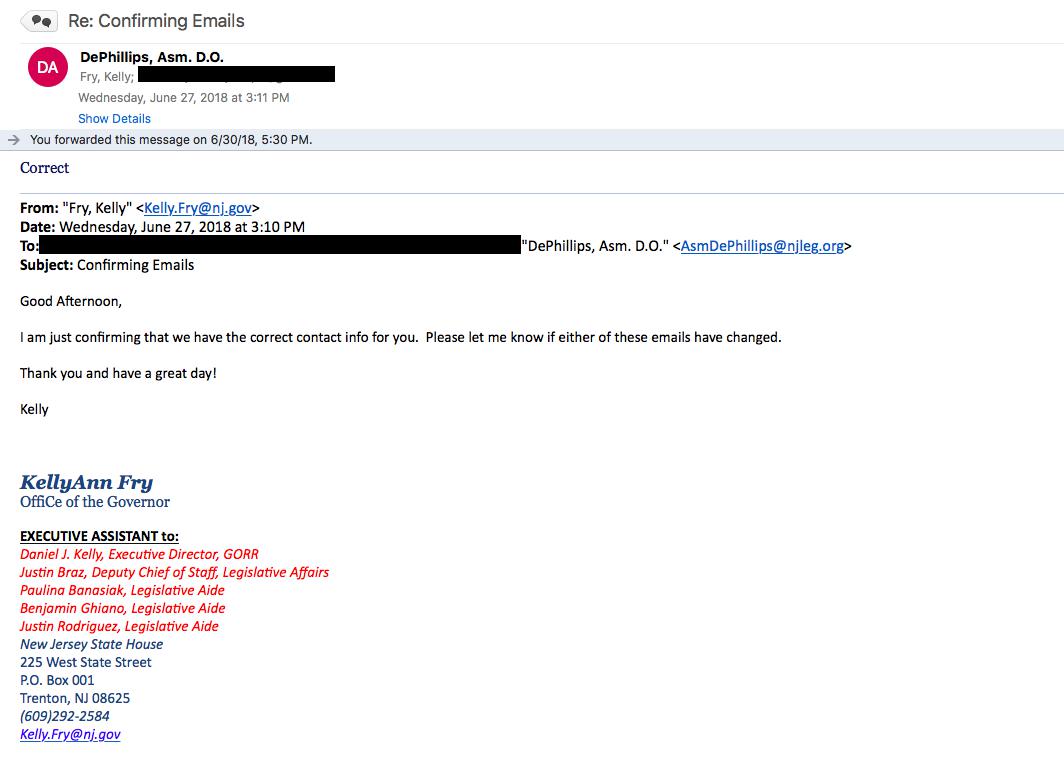 Re: Confirming Emails
DA
DePhillips, Asm. D.O.
Fry, Kelly;
Wednesday, June 27, 2018 at 3:11 PM
Show Details
You forwarded this message on 6/30/18, 5:30 PM.
Correct
From: "Fry, Kelly" <Kelly.Fry@nj.gov>
Date: Wednesday, June 27, 2018 at 3:10 PM
To: "DePhillips, Asm. D.O." <AsmDePhillips@njleg.org>
Subject: Confirming Emails
Good Afternoon,
I am just confirming that we have the correct contact info for you.  Please let me know if either of these emails have changed.
Thank you and have a great day!
Kelly
KellyAnn Fry
OffiCe of the Governor
EXECUTIVE ASSISTANT to:
Daniel J. Kelly, Executive Director, GORR
Justin Braz, Deputy Chief of Staff, Legislative Affairs
Paulina Banasiak, Legislative Aide
Benjamin Ghiano, Legislative Aide
Justin Rodriguez, Legislative Aide
New Jersey State House
225 West State Street
P.O. Box 001
Trenton, NJ 08625
(609)292-2584
Kelly.Fry@nj.gov